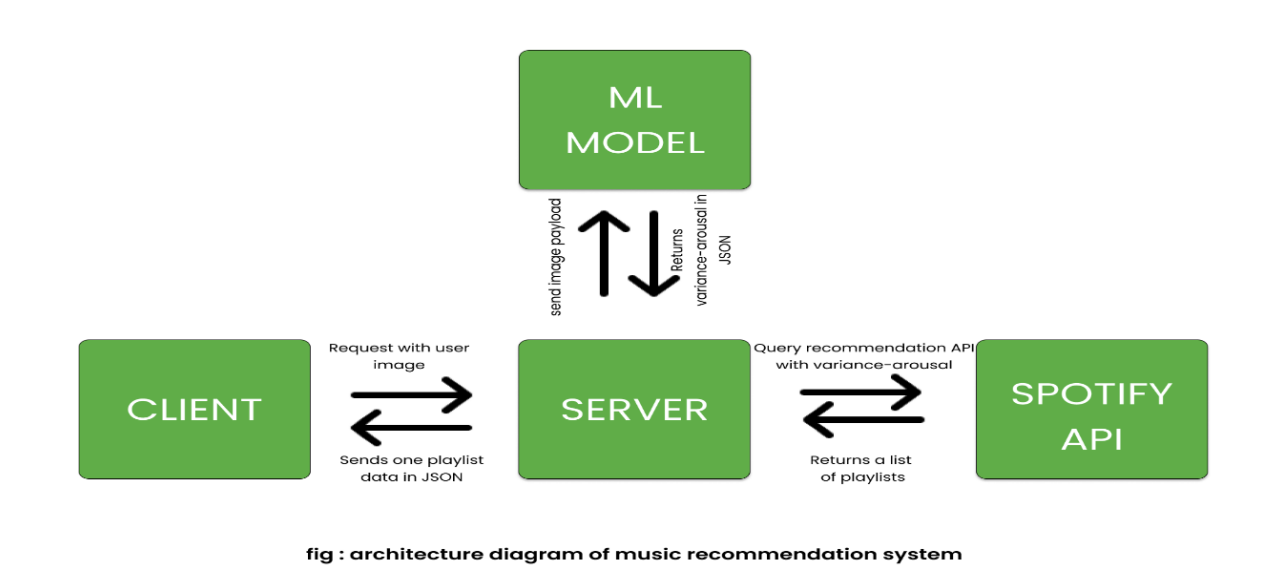 ML
MODEL
send image payload
Returns
variance-arousal in
JSON
Request with user
image
CLIENT
Sends one playlist
data in JSON
SERVER
Query recommendation API
with variance-arousal
Returns a list
of playlists
SPOTIFY
API
fig : architecture diagram of music recommendation system